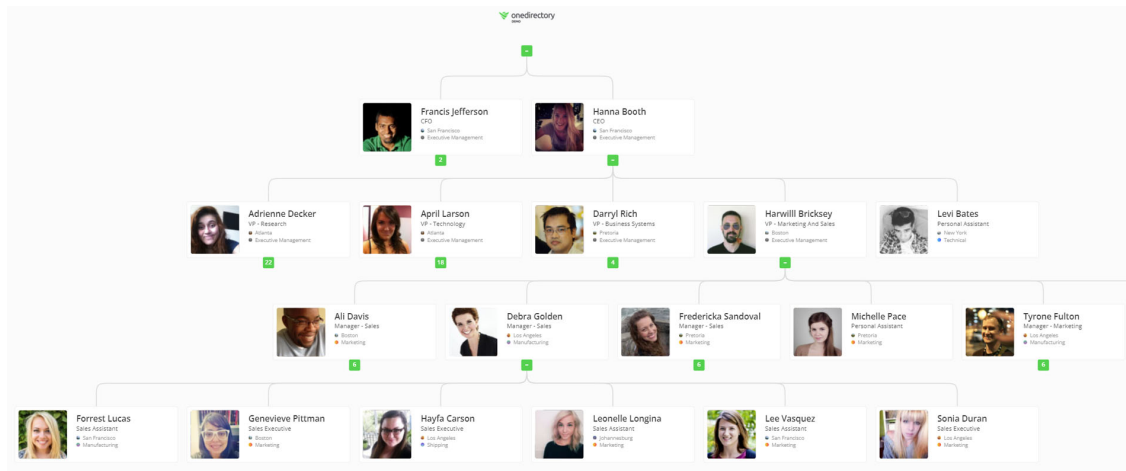 onedirectory
DEMO
-
Francis Jefferson
CFO
San Francisco
Executive Management
2
Hanna Booth
CEO
San Francisco
Executive Management
-
Adrienne Decker
VP - Research
Atlanta
Executive Management
22
April Larson
VP - Technology
Atlanta
Executive Management
16
Darryl Rich
VP - Business Systems
Pretoria
Executive Management
4
Harwilll Bricksey
VP - Marketing And Sales
Boston
Executive Management
-
Levi Bates
Personal Assistant
New York
Technical
Ali Davis
Manager - Sales
Boston
Marketing
6
Debra Golden
Manager - Sales
Los Angeles
Manufacturing
-
Fredericka Sandoval
Manager - Sales
Pretoria
Marketing
6
Michelle Pace
Personal Assistant
Pretoria
Marketing
Tyrone Fulton
Manager - Marketing
Los Angeles
Manufacturing
6
Forrest Lucas
Sales Assistant
San Francisco
Manufacturing
Genevieve Pittman
Sales Executive
Boston
Marketing
Hayfa Carson
Sales Executive
Los Angeles
Shipping
Leonelle Longina
Sales Assistant
Johannesburg
Marketing
Lee Vasquez
Sales Assistant
San Francisco
Marketing
Sonia Duran
Sales Executive
Los Angeles
Marketing